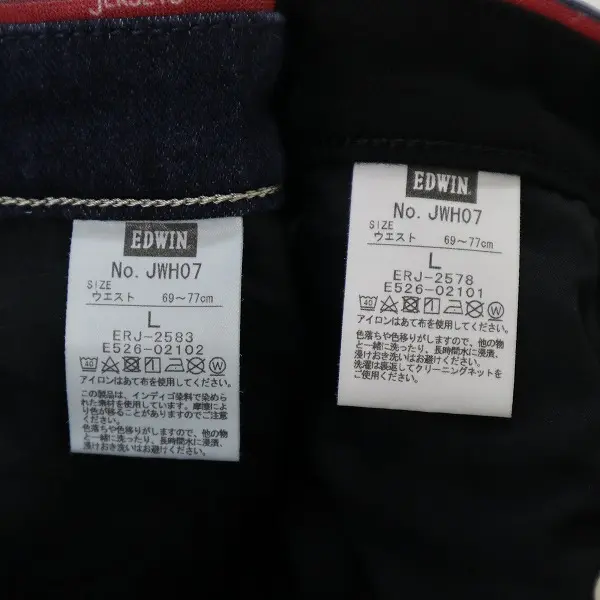 JERSEYS
EDWIN
No. JWH07
SIZE
ウエスト 69～77cm
L
ERJ-2583
E526-02102
40
アイロンはあて布を使用してください。
この製品は、インディゴ染料で染めら
れた素材を使用しています。摩擦によ
り色が移ることがありますのでご注意
ください。
色落ちや色移りしますので、他の物
と一緒に洗ったり、長時間水に浸漬、
浸けおき洗いはお避けください。
EDWIN
No. JWH07
SIZE
ウエスト 69～77cm
L
ERJ-2578
E526-02101
40
アイロンはあて布を使用してください。
色落ちや色移りしますので、他の物
と一緒に洗ったり、長時間水に浸漬、
浸けおき洗いはお避けください。
洗濯は裏返してクリーニングネットを
ご使用ください。